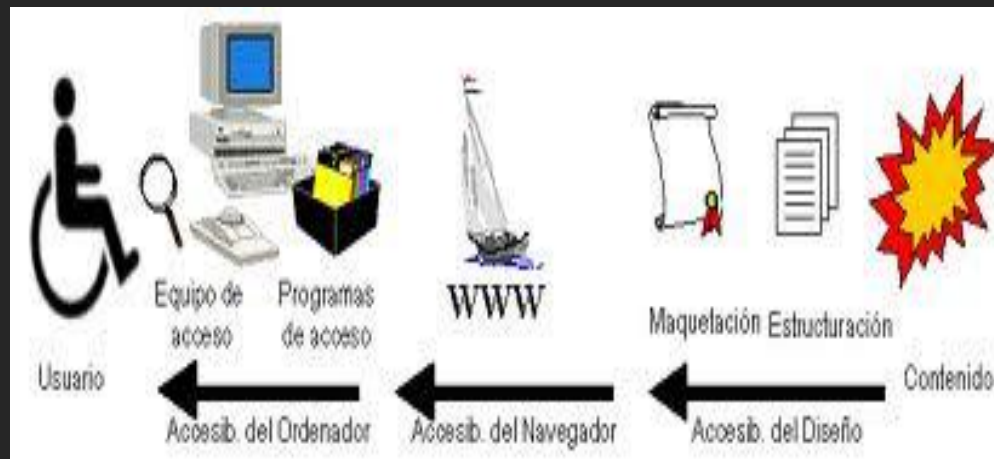 Equipo de
acceso
Programas
de acceso
WWW
Maquetación
Estructuración
Usuario
Contenido
Accesib. del Ordenador
Accesib. del Navegador
Accesib. del Diseño